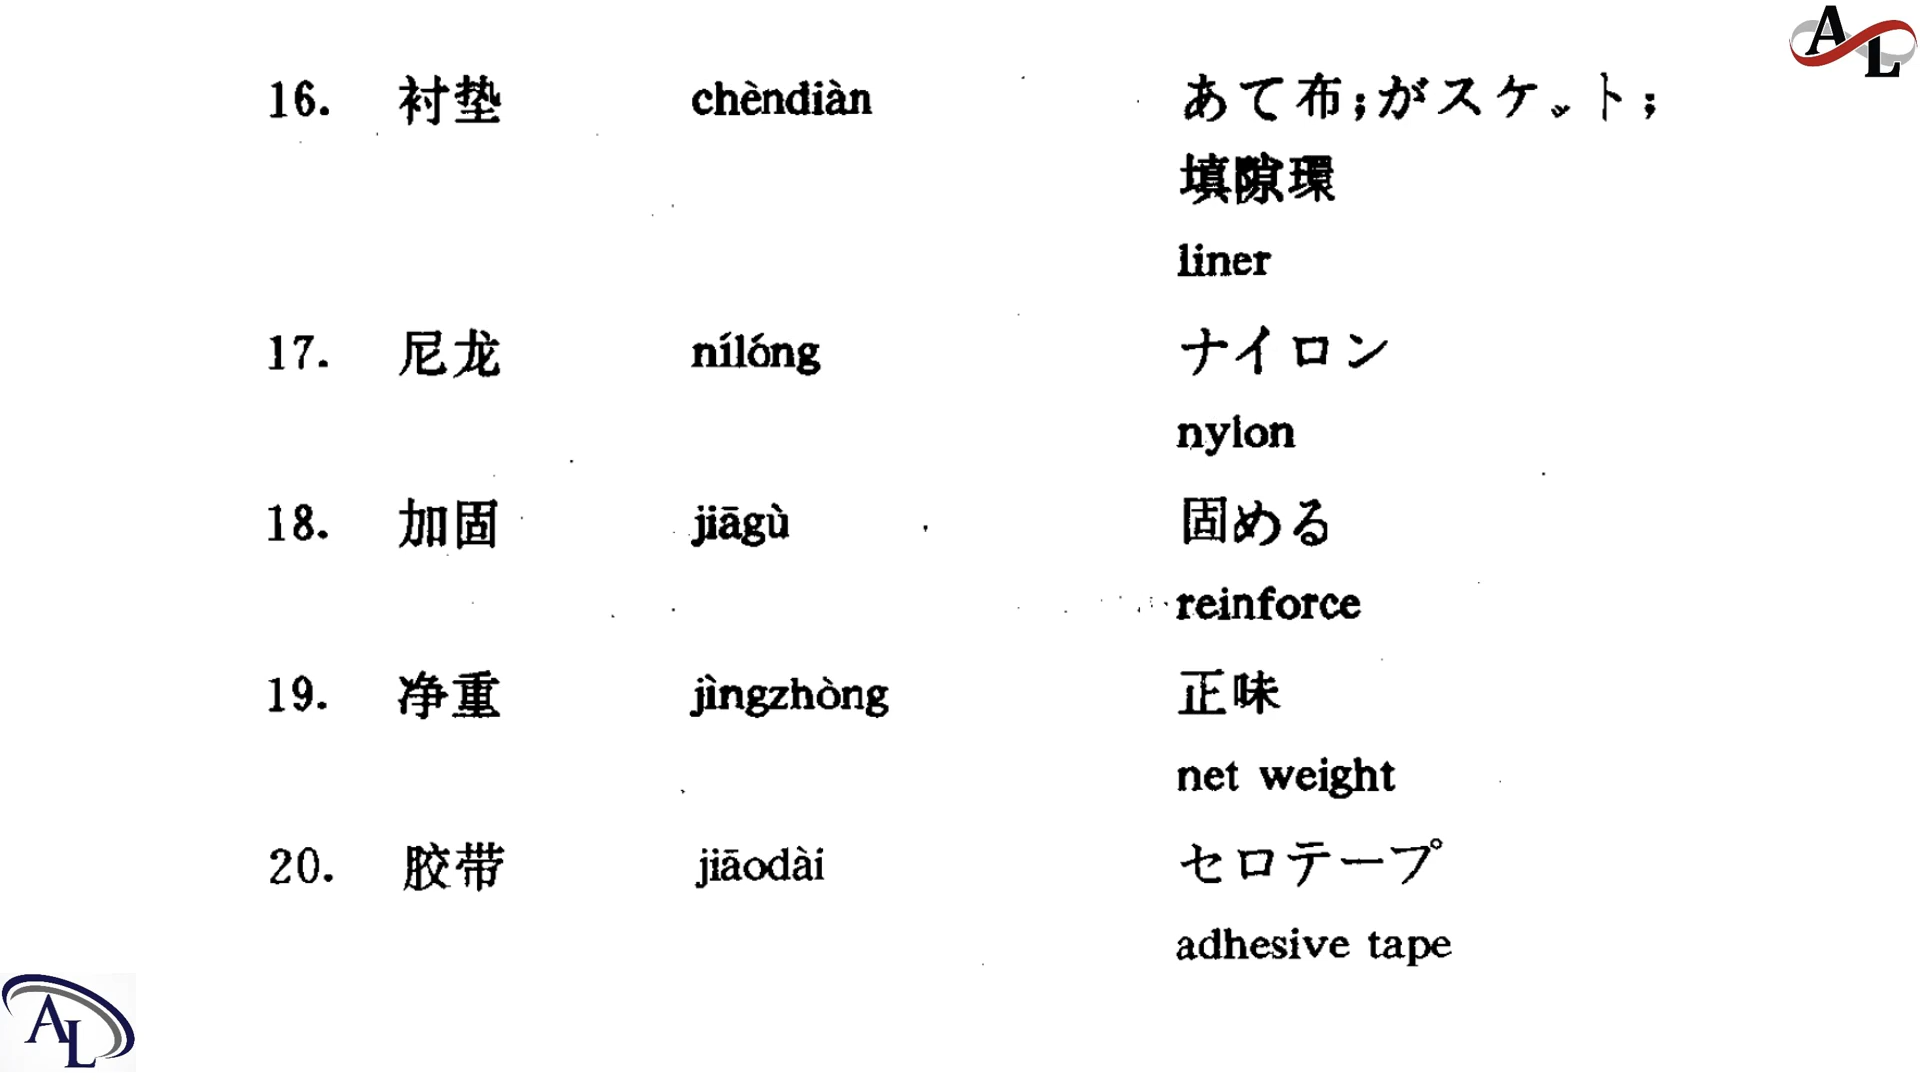 AL
16. 衬垫 chèndiàn あて布;がスケット;
填隙環
liner
17. 尼龙 nílóng ナイロン
nylon
18. 加固 jiāgù 固める
reinforce
19. 净重 jìngzhòng 正味
net weight
20. 胶带 jiāodài セロテープ
adhesive tape
AL